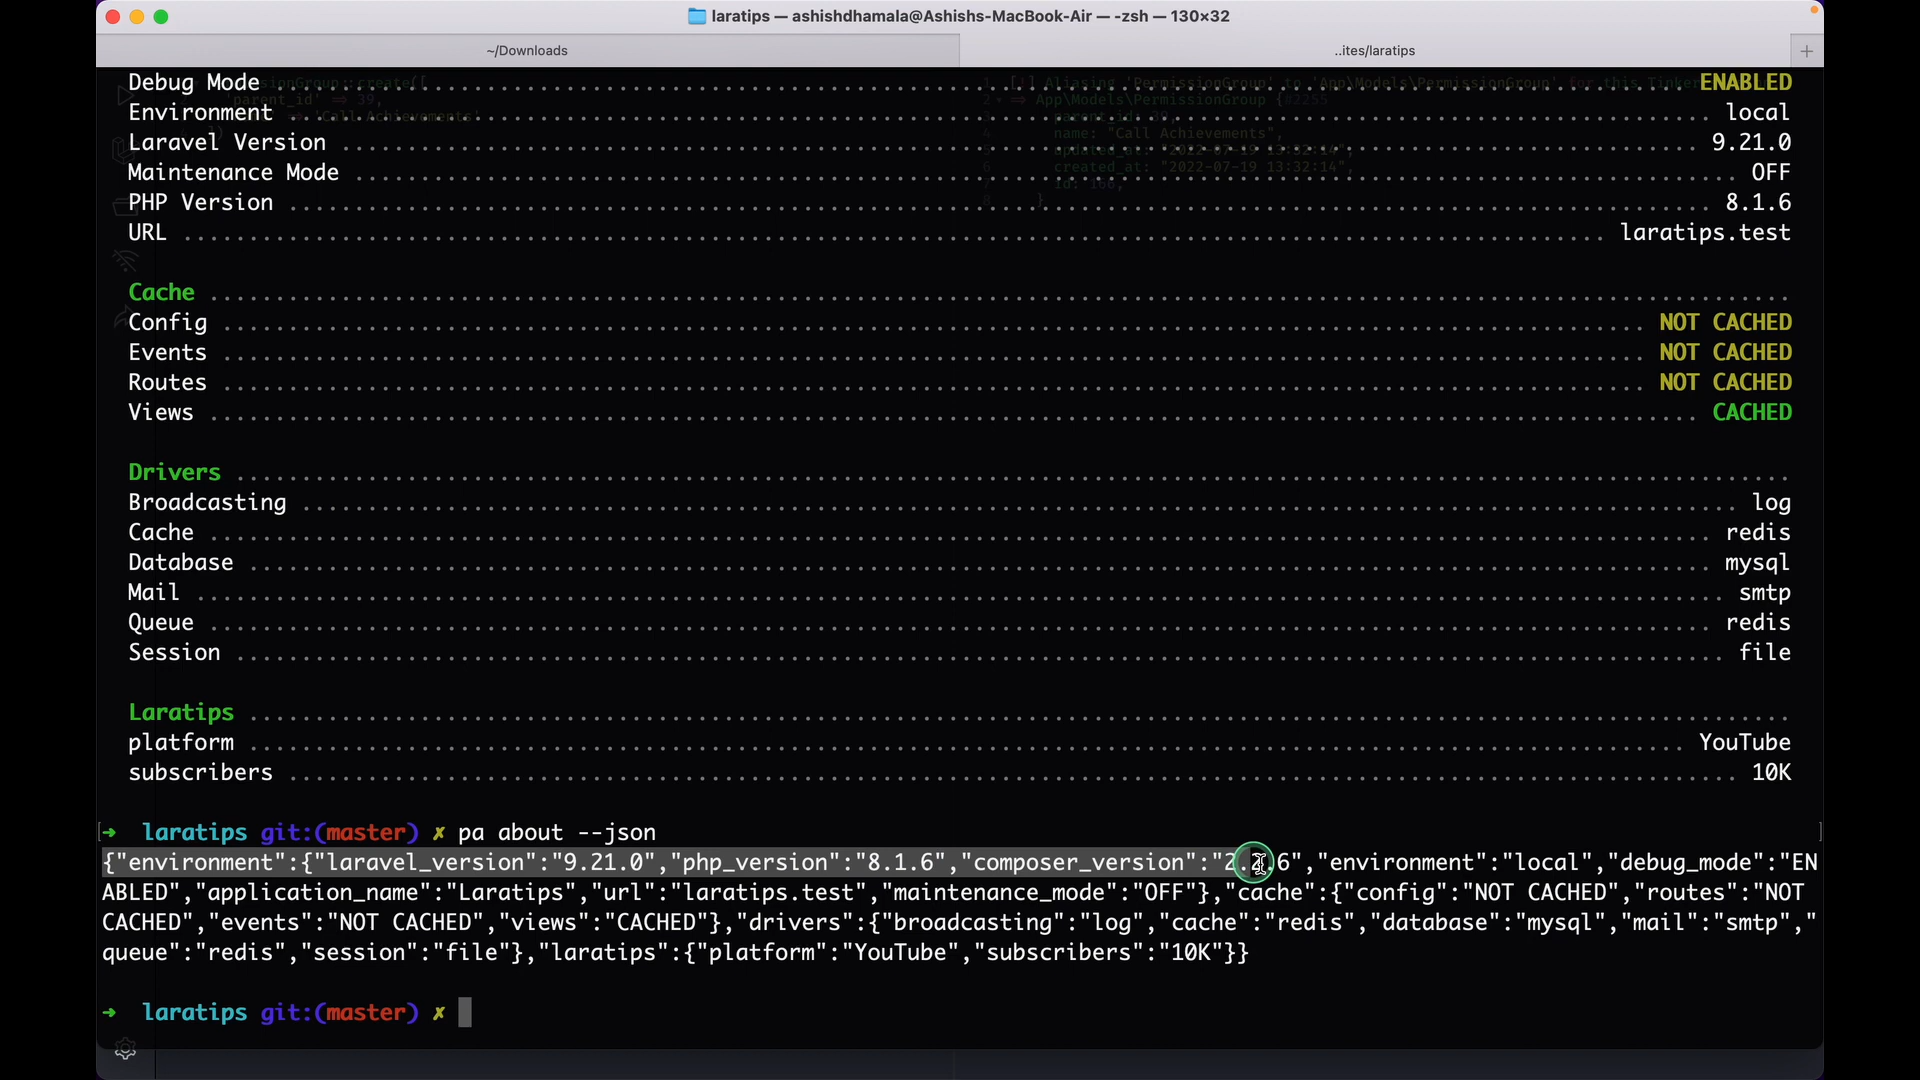 laratips — ashishdhamala@Ashishs-MacBook-Air — -zsh — 130×32
~/Downloads
..ites/laratips
Debug Mode ENABLED
Environment local
Laravel Version 9.21.0
Maintenance Mode OFF
PHP Version 8.1.6
URL laratips.test
Cache
Config NOT CACHED
Events NOT CACHED
Routes NOT CACHED
Views CACHED
Drivers
Broadcasting log
Cache redis
Database mysql
Mail smtp
Queue redis
Session file
Laratips
platform YouTube
subscribers 10K
➜ laratips git:(master) ✗ pa about --json
{"environment":{"laravel_version":"9.21.0","php_version":"8.1.6","composer_version":"2.2.6","environment":"local","debug_mode":"EN
ABLED","application_name":"Laratips","url":"laratips.test","maintenance_mode":"OFF"},"cache":{"config":"NOT CACHED","routes":"NOT
CACHED","events":"NOT CACHED","views":"CACHED"},"drivers":{"broadcasting":"log","cache":"redis","database":"mysql","mail":"smtp","
queue":"redis","session":"file"},"laratips":{"platform":"YouTube","subscribers":"10K"}}
➜ laratips git:(master) ✗